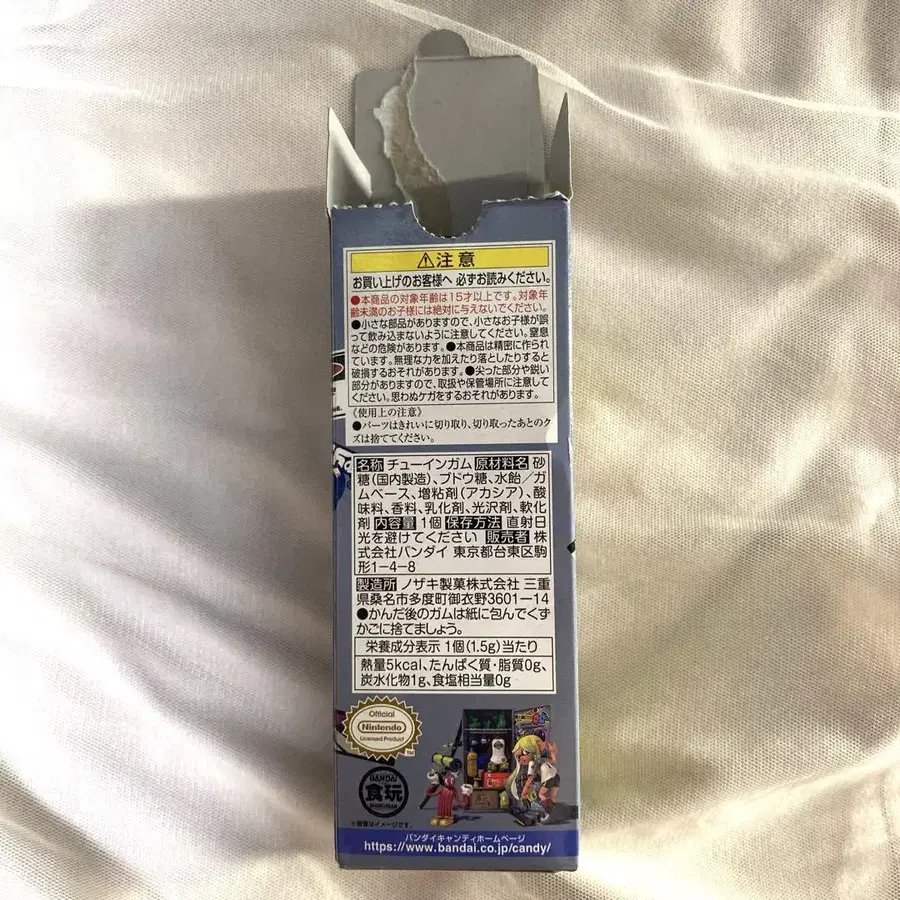 ⚠注意
お買い上げのお客様へ 必ずお読みください。
●本商品の対象年齢は15才以上です。対象年
齢未満のお子様には絶対に与えないでください。
●小さな部品がありますので、小さなお子様が誤
って飲み込まないように注意してください。窒息
などの危険があります。●本商品は精密に作られ
ています。無理な力を加えたり落としたりすると
破損するおそれがあります。●尖った部分や鋭い
部分がありますので、取扱や保管場所に注意して
ください。思わぬケガをするおそれがあります。
《使用上の注意》
●パーツはきれいに切り取り、切り取ったあとのク
ズは捨ててください。
名称 チューインガム 原材料名 砂
糖(国内製造)、ブドウ糖、水飴／ガ
ムベース、増粘剤(アカシア)、酸
味料、香料、乳化剤、光沢剤、軟化
剤 内容量 1個 保存方法 直射日
光を避けてください 販売者 株
式会社バンダイ 東京都台東区駒
形1-4-8
製造所 ノザキ製菓株式会社 三重
県桑名市多度町御衣野3601-14
●かんだ後のガムは紙に包んでくず
かごに捨てましょう。
栄養成分表示 1個(1.5g)当たり
熱量5kcal、たんぱく質・脂質0g、
炭水化物1g、食塩相当量0g
Official
Nintendo
Licensed Product
TM
BANDAI
食玩
SHOKUGAN
※画像はイメージです。
バンダイキャンディホームページ
https://www.bandai.co.jp/candy/